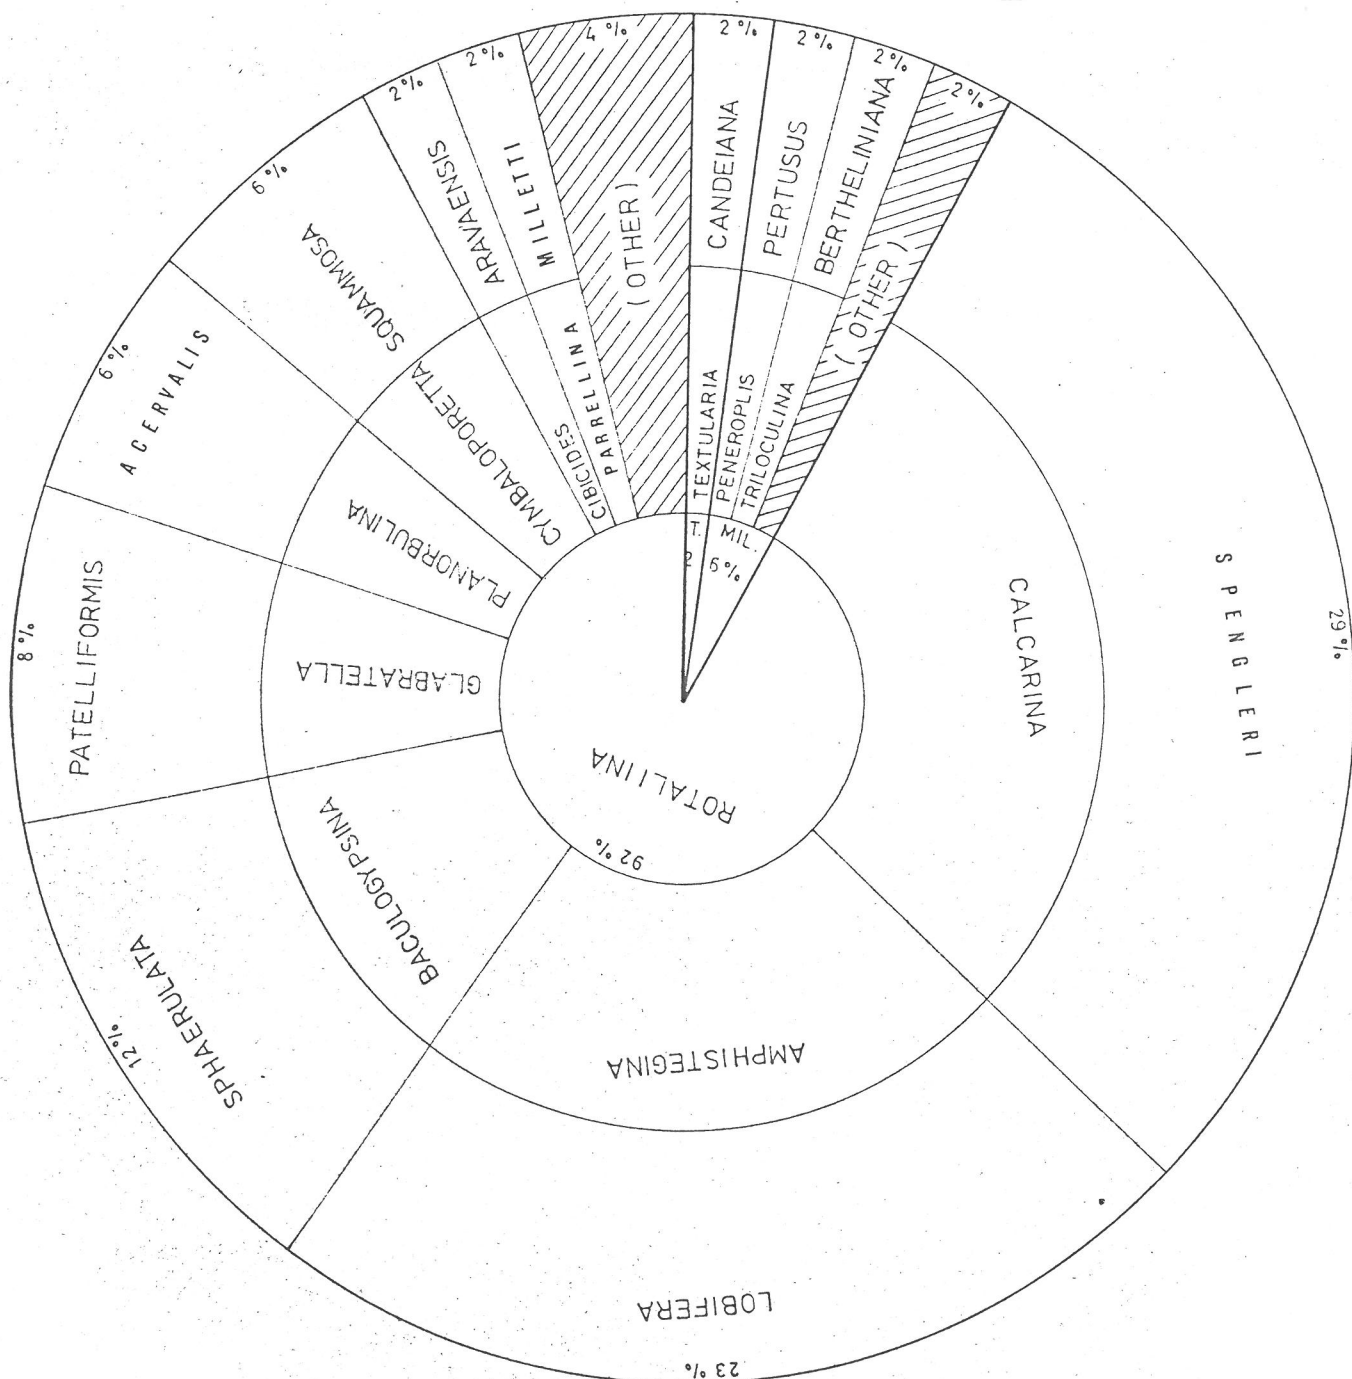 2%
CANDEIANA
TEXTULARIA
T.
2
2%
PERTUSUS
PENEROPLIS
2%
BERTHELINIANA
TRILOCULINA
2%
( OTHER )
MIL.
6%
29%
SPENGLERI
CALCARINA
23%
LOBIFERA
AMPHISTEGINA
12%
SPHAERULATA
BACULOGYPSINA
8%
PATELLIFORMIS
GLABRATELLA
6%
ACERVALIS
PLANORBULINA
6%
SQUAMMOSA
CYMBALOPORETTA
2%
ARAVAENSIS
CIBICIDES
2%
MILLETTI
PARRELLINA
4%
( OTHER )
ROTALIINA
92%